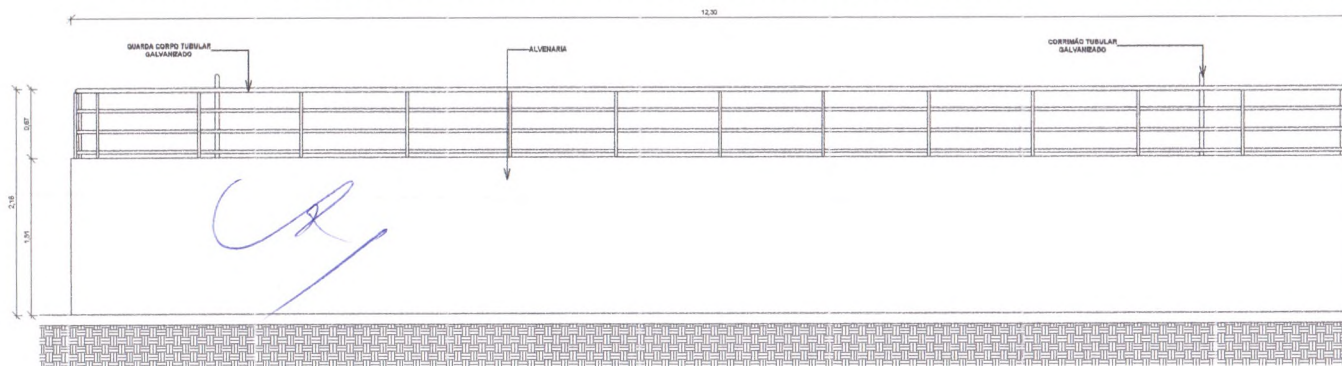 12,30
GUARDA CORPO TUBULAR
GALVANIZADO
ALVENARIA
CORRIMÃO TUBULAR
GALVANIZADO
0,67
2,18
1,51